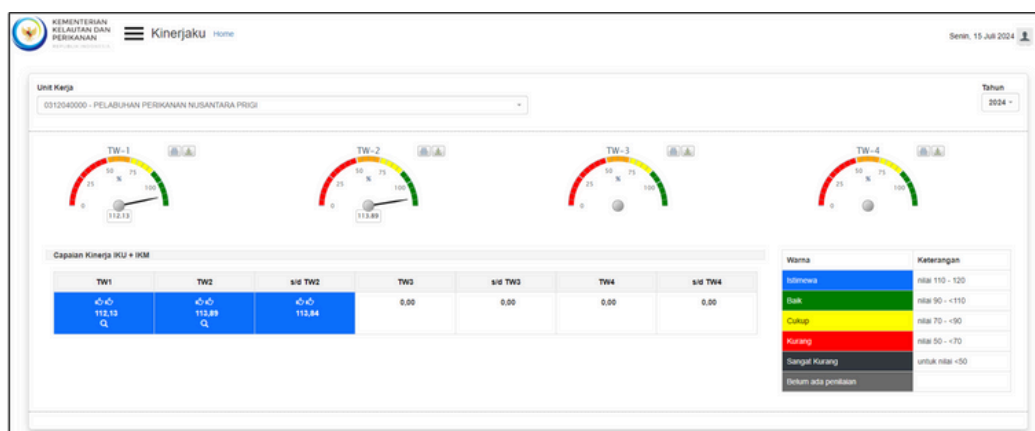 KEMENTERIAN
KELAUTAN DAN
PERIKANAN
Kinerjaku Home
Senin, 15 Juli 2024
Unit Kerja
Tahun
0312040000 - PELABUHAN PERIKANAN NUSANTARA PRIGI
2024
TW-1
0 25 50 75 100
%
112.13
TW-2
0 25 50 75 100
%
113.89
TW-3
0 25 50 75 100
%
TW-4
0 25 50 75 100
%
Capaian Kinerja IKU + IKM
TW1 TW2 s/d TW2 TW3 s/d TW3 TW4 s/d TW4
112,13 113,89 113,84 0,00 0,00 0,00 0,00
Warna Keterangan
Istimewa nilai 110 - 120
Baik nilai 90 - <110
Cukup nilai 70 - <90
Kurang nilai 50 - <70
Sangat Kurang untuk nilai <50
Belum ada penilaian